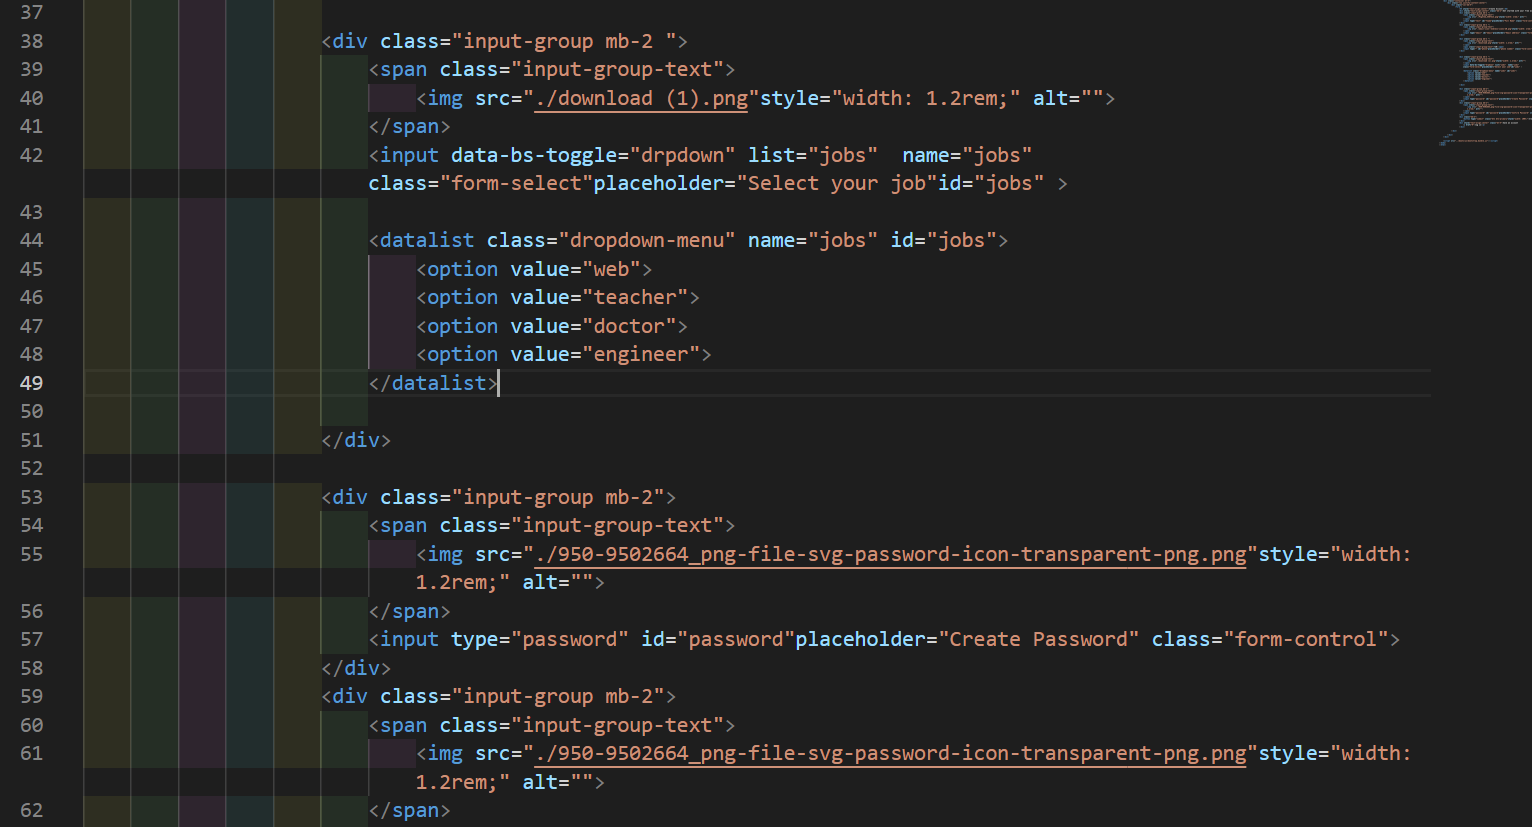 37
38 <div class="input-group mb-2 ">
39 <span class="input-group-text">
40 <img src="./download (1).png"style="width: 1.2rem;" alt="">
41 </span>
42 <input data-bs-toggle="drpdown" list="jobs"  name="jobs"
class="form-select"placeholder="Select your job"id="jobs" >
43
44 <datalist class="dropdown-menu" name="jobs" id="jobs">
45 <option value="web">
46 <option value="teacher">
47 <option value="doctor">
48 <option value="engineer">
49 </datalist>
50
51 </div>
52
53 <div class="input-group mb-2">
54 <span class="input-group-text">
55 <img src="./950-9502664_png-file-svg-password-icon-transparent-png.png"style="width:
1.2rem;" alt="">
56 </span>
57 <input type="password" id="password"placeholder="Create Password" class="form-control">
58 </div>
59 <div class="input-group mb-2">
60 <span class="input-group-text">
61 <img src="./950-9502664_png-file-svg-password-icon-transparent-png.png"style="width:
1.2rem;" alt="">
62 </span>